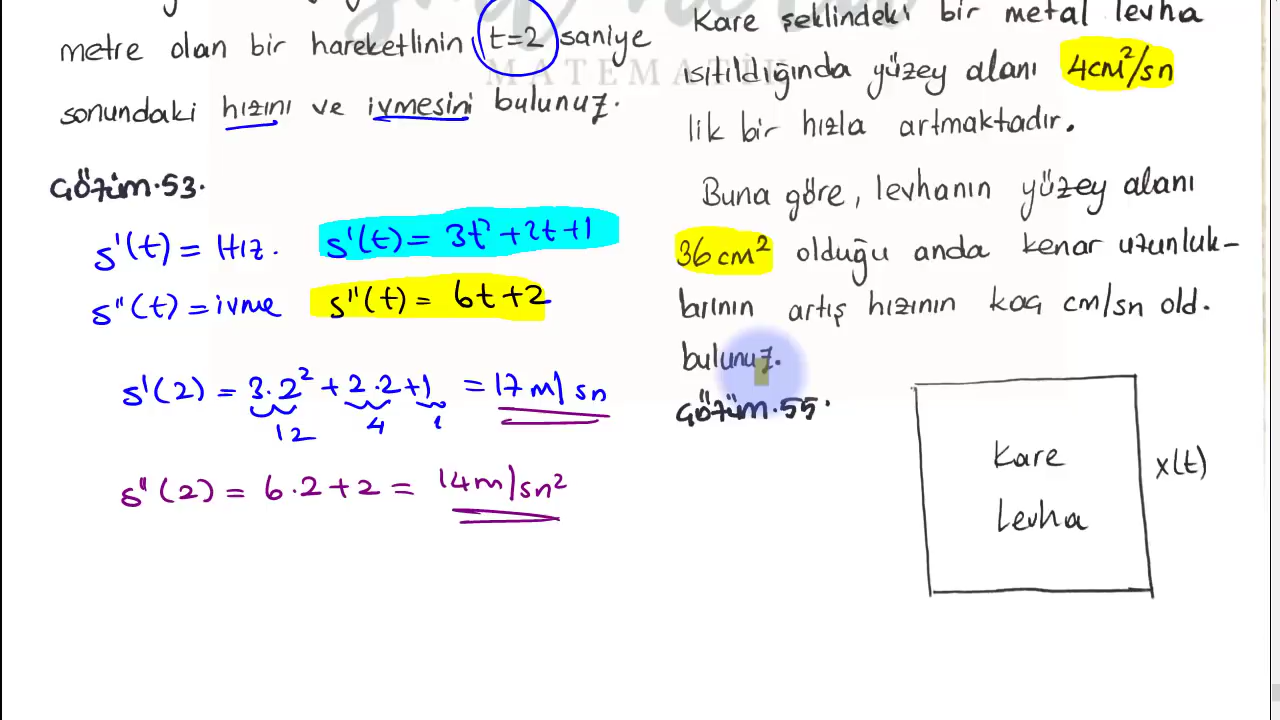 metre olan bir hareketlinin t=2 saniye
MATEMATİK
sonundaki hızını ve ivmesini bulunuz.
Çözüm.53.
s'(t) = Hız. s'(t) = 3t²+2t+1
s''(t) = ivme s''(t) = 6t+2
s'(2) = 3.2²+2.2+1 = 17m/sn
12 4 1
s''(2) = 6.2+2 = 14m/sn²
Kare şeklindeki bir metal levha
ısıtıldığında yüzey alanı 4cm²/sn
lik bir hızla artmaktadır.
Buna göre, levhanın yüzey alanı
36cm² olduğu anda kenar uzunluk-
larının artış hızının kaç cm/sn old.
bulunuz.
Çözüm.55.
Kare
Levha
x(t)